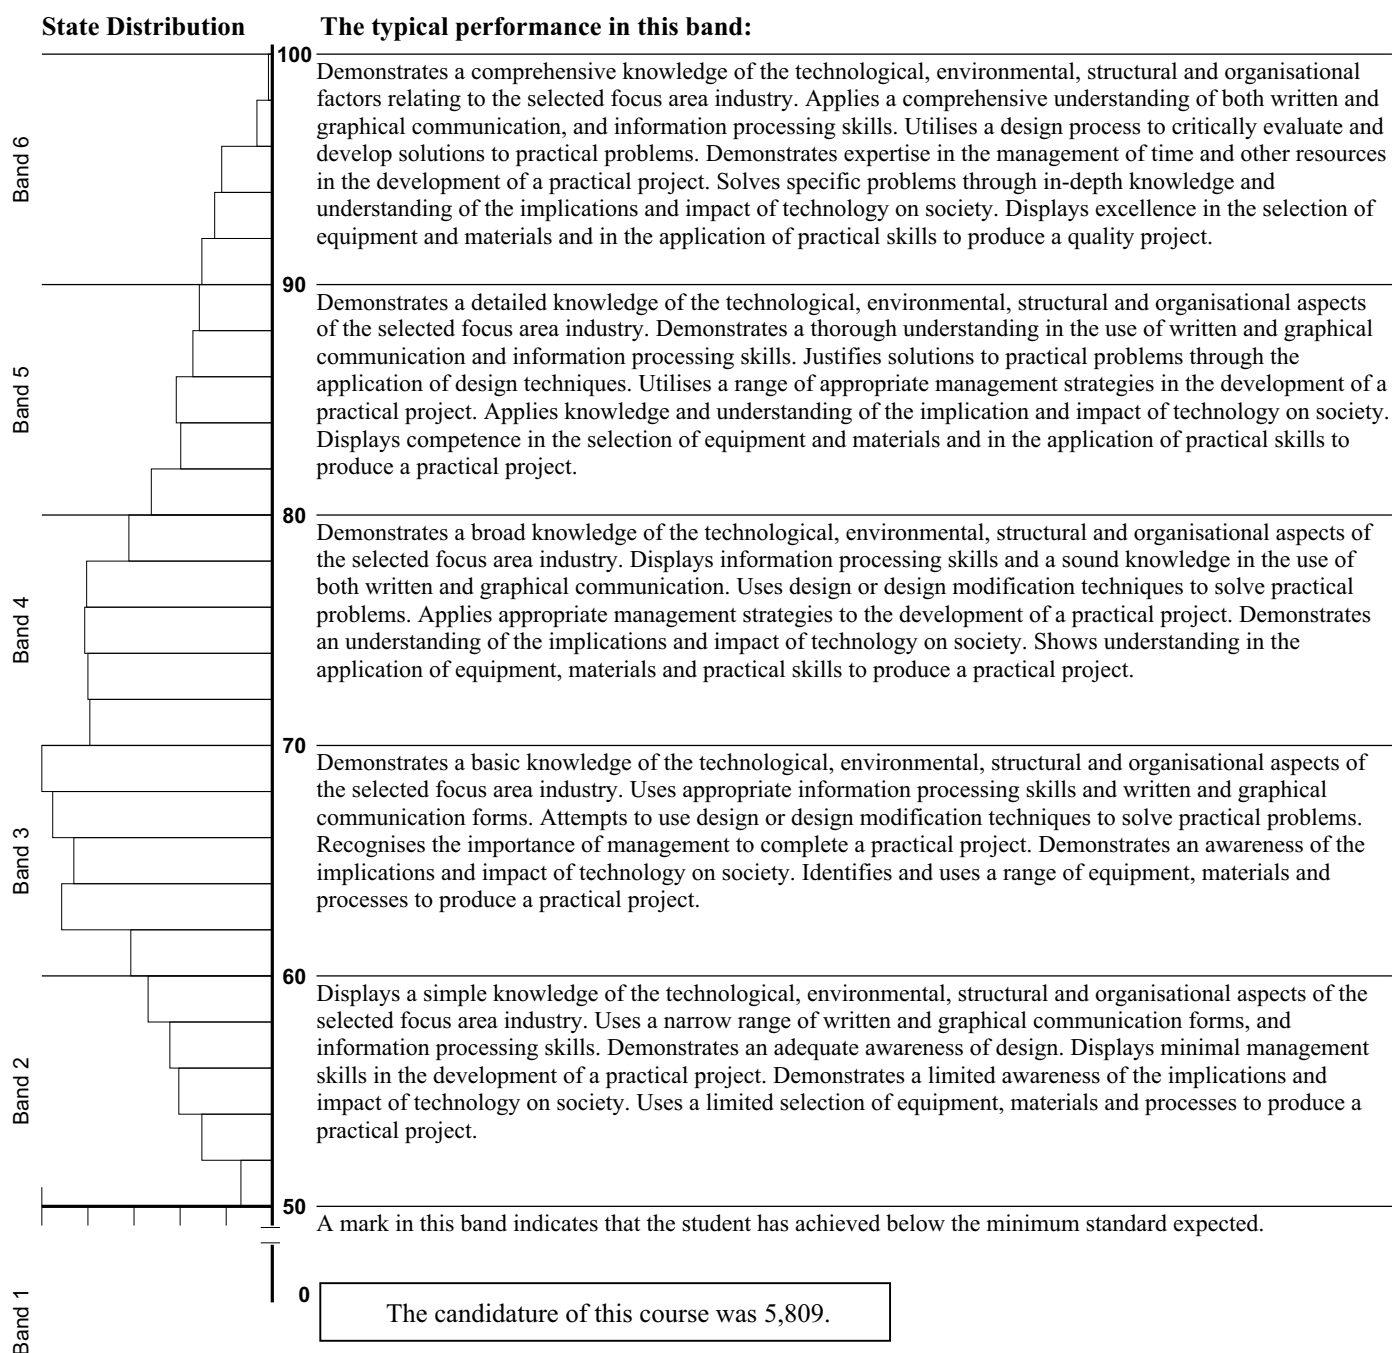 State Distribution
The typical performance in this band:
100
Band 6
Demonstrates a comprehensive knowledge of the technological, environmental, structural and organisational
factors relating to the selected focus area industry. Applies a comprehensive understanding of both written and
graphical communication, and information processing skills. Utilises a design process to critically evaluate and
develop solutions to practical problems. Demonstrates expertise in the management of time and other resources
in the development of a practical project. Solves specific problems through in-depth knowledge and
understanding of the implications and impact of technology on society. Displays excellence in the selection of
equipment and materials and in the application of practical skills to produce a quality project.
90
Band 5
Demonstrates a detailed knowledge of the technological, environmental, structural and organisational aspects
of the selected focus area industry. Demonstrates a thorough understanding in the use of written and graphical
communication and information processing skills. Justifies solutions to practical problems through the
application of design techniques. Utilises a range of appropriate management strategies in the development of a
practical project. Applies knowledge and understanding of the implication and impact of technology on society.
Displays competence in the selection of equipment and materials and in the application of practical skills to
produce a practical project.
80
Band 4
Demonstrates a broad knowledge of the technological, environmental, structural and organisational aspects of
the selected focus area industry. Displays information processing skills and a sound knowledge in the use of
both written and graphical communication. Uses design or design modification techniques to solve practical
problems. Applies appropriate management strategies to the development of a practical project. Demonstrates
an understanding of the implications and impact of technology on society. Shows understanding in the
application of equipment, materials and practical skills to produce a practical project.
70
Band 3
Demonstrates a basic knowledge of the technological, environmental, structural and organisational aspects of
the selected focus area industry. Uses appropriate information processing skills and written and graphical
communication forms. Attempts to use design or design modification techniques to solve practical problems.
Recognises the importance of management to complete a practical project. Demonstrates an awareness of the
implications and impact of technology on society. Identifies and uses a range of equipment, materials and
processes to produce a practical project.
60
Band 2
Displays a simple knowledge of the technological, environmental, structural and organisational aspects of the
selected focus area industry. Uses a narrow range of written and graphical communication forms, and
information processing skills. Demonstrates an adequate awareness of design. Displays minimal management
skills in the development of a practical project. Demonstrates a limited awareness of the implications and
impact of technology on society. Uses a limited selection of equipment, materials and processes to produce a
practical project.
50
A mark in this band indicates that the student has achieved below the minimum standard expected.
0
Band 1
The candidature of this course was 5,809.